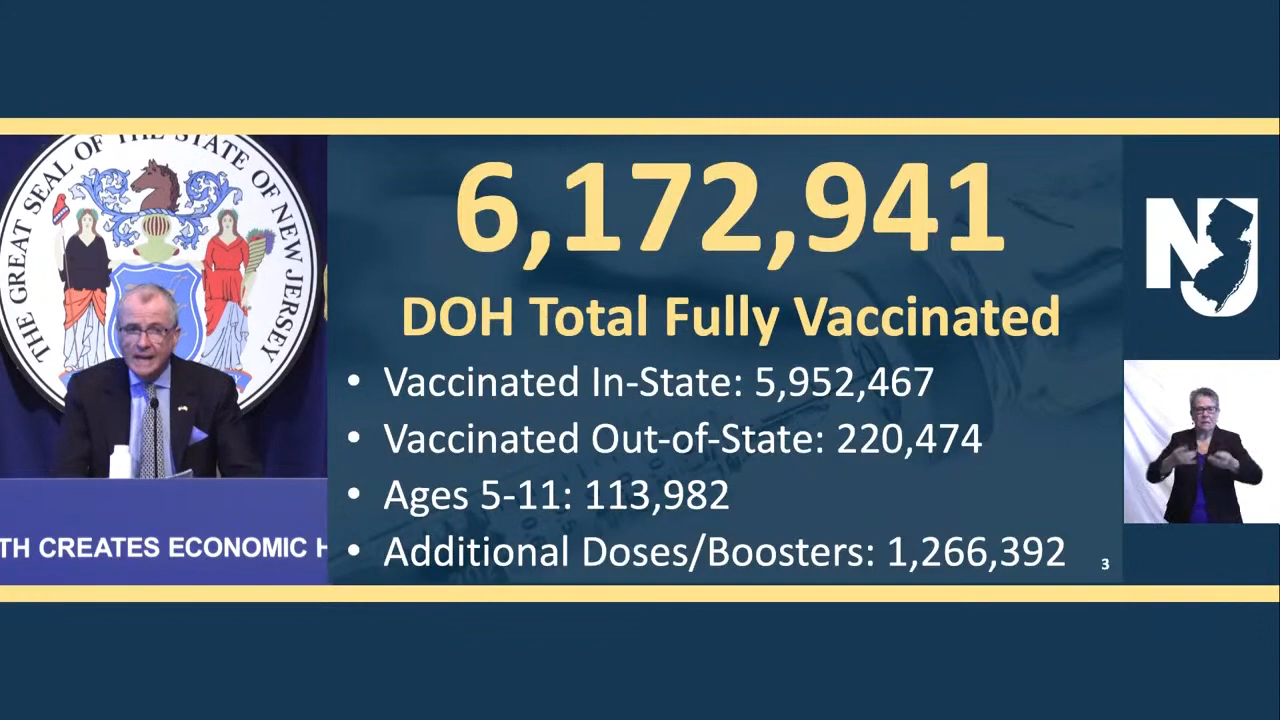 THE GREAT SEAL OF THE STATE OF NEW JERSEY
TH CREATES ECONOMIC H
6,172,941
DOH Total Fully Vaccinated
• Vaccinated In-State: 5,952,467
• Vaccinated Out-of-State: 220,474
• Ages 5-11: 113,982
• Additional Doses/Boosters: 1,266,392
3
NJ